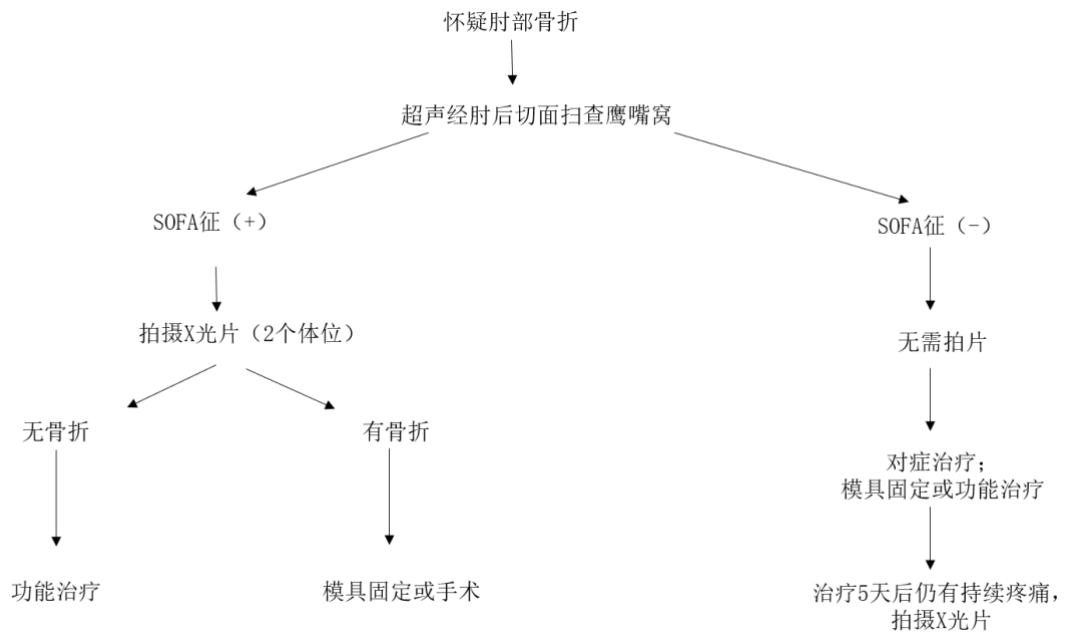 怀疑肘部骨折
超声经肘后切面扫查鹰嘴窝
SOFA征（+）
SOFA征（-）
拍摄X光片（2个体位）
无需拍片
无骨折
有骨折
对症治疗；
模具固定或功能治疗
功能治疗
模具固定或手术
治疗5天后仍有持续疼痛，
拍摄X光片